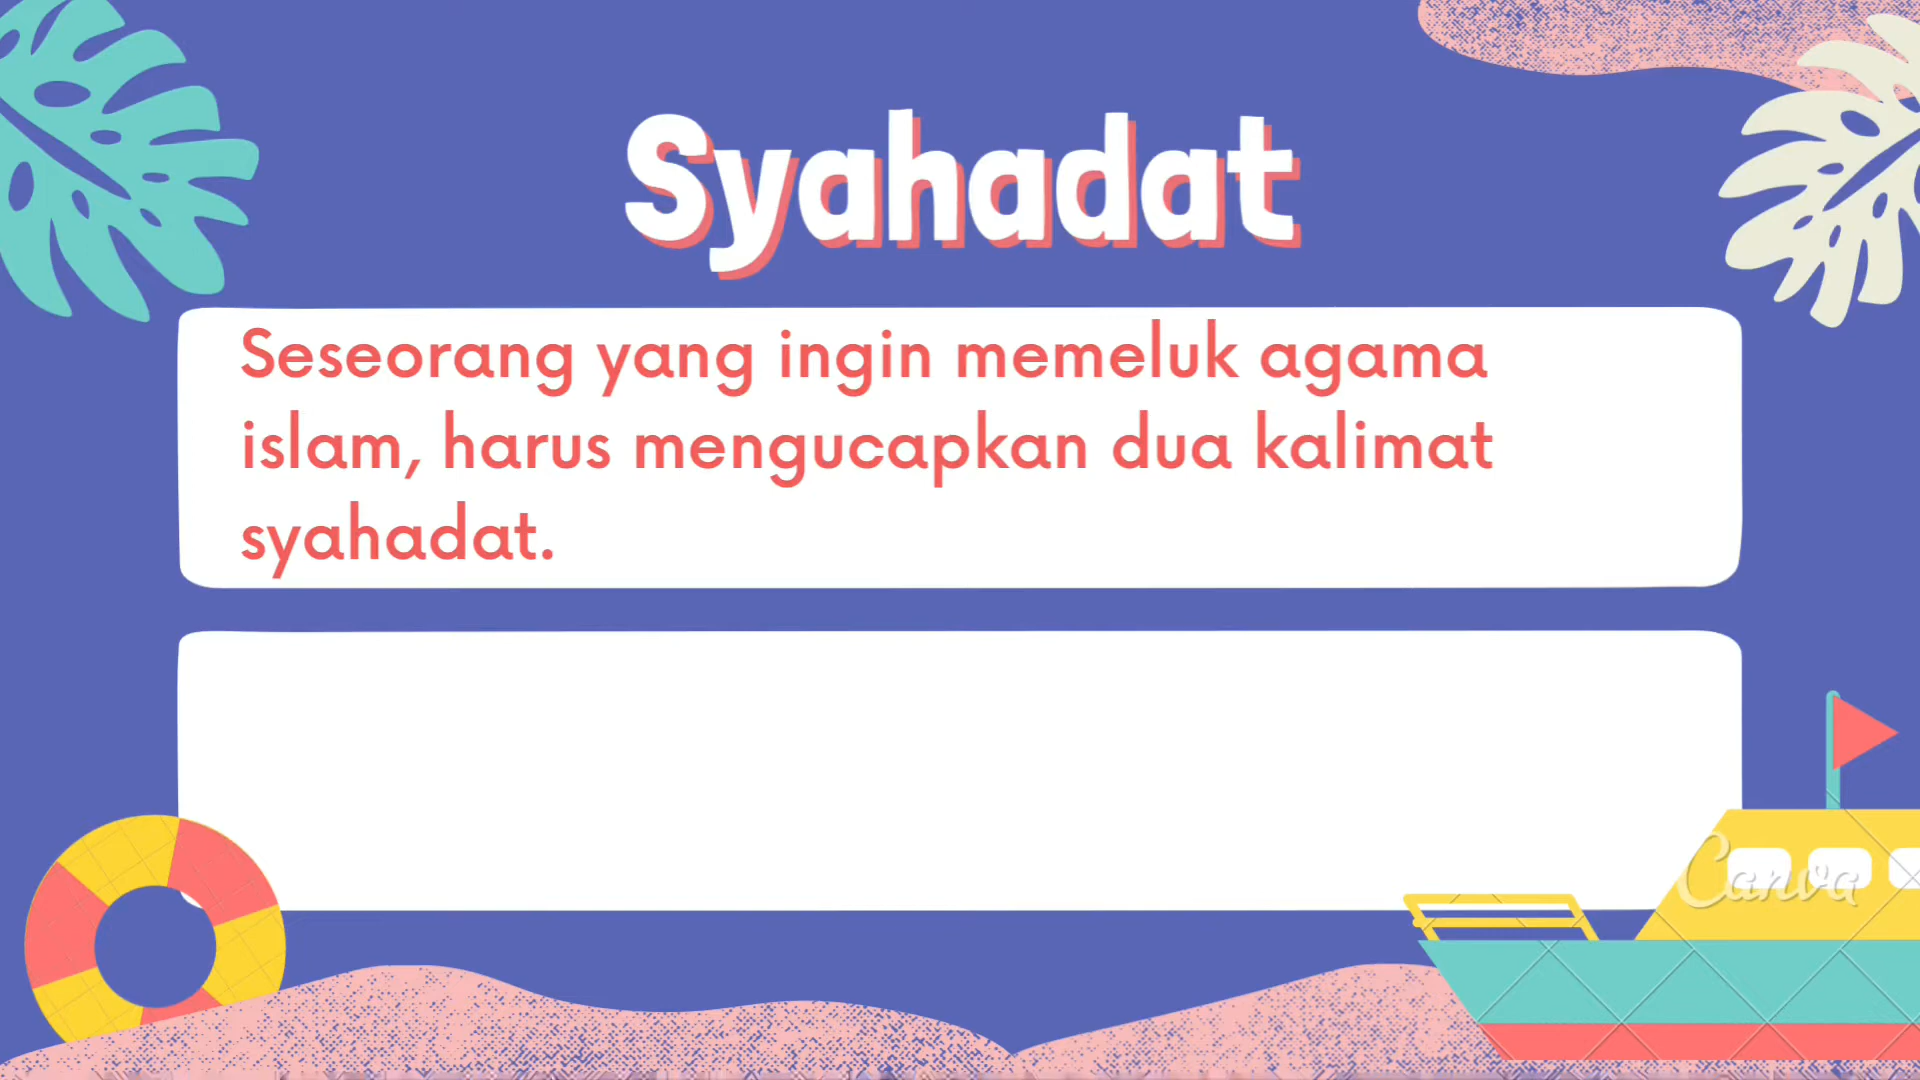 Syahadat
Seseorang yang ingin memeluk agama
islam, harus mengucapkan dua kalimat
syahadat.
Canva